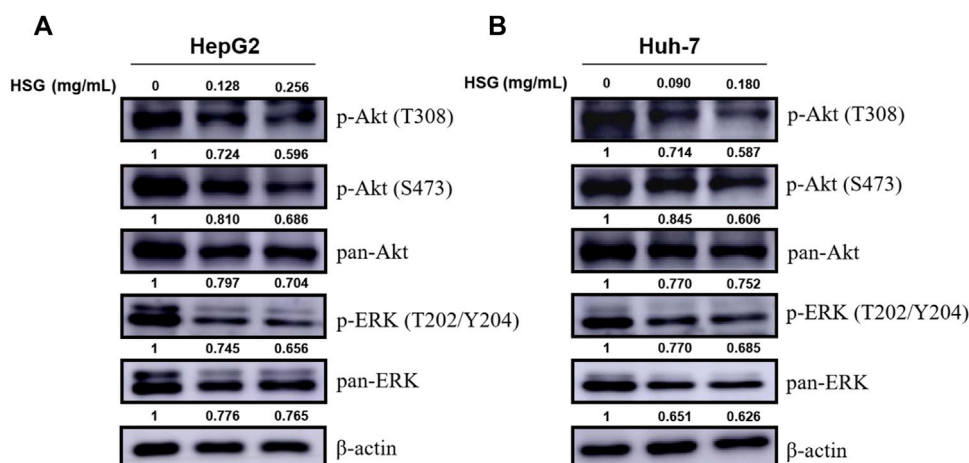 A
HepG2
HSG (mg/mL) 0 0.128 0.256
p-Akt (T308)
1 0.724 0.596
p-Akt (S473)
1 0.810 0.686
pan-Akt
1 0.797 0.704
p-ERK (T202/Y204)
1 0.745 0.656
pan-ERK
1 0.776 0.765
β-actin
B
Huh-7
HSG (mg/mL) 0 0.090 0.180
p-Akt (T308)
1 0.714 0.587
p-Akt (S473)
1 0.845 0.606
pan-Akt
1 0.770 0.752
p-ERK (T202/Y204)
1 0.770 0.685
pan-ERK
1 0.651 0.626
β-actin